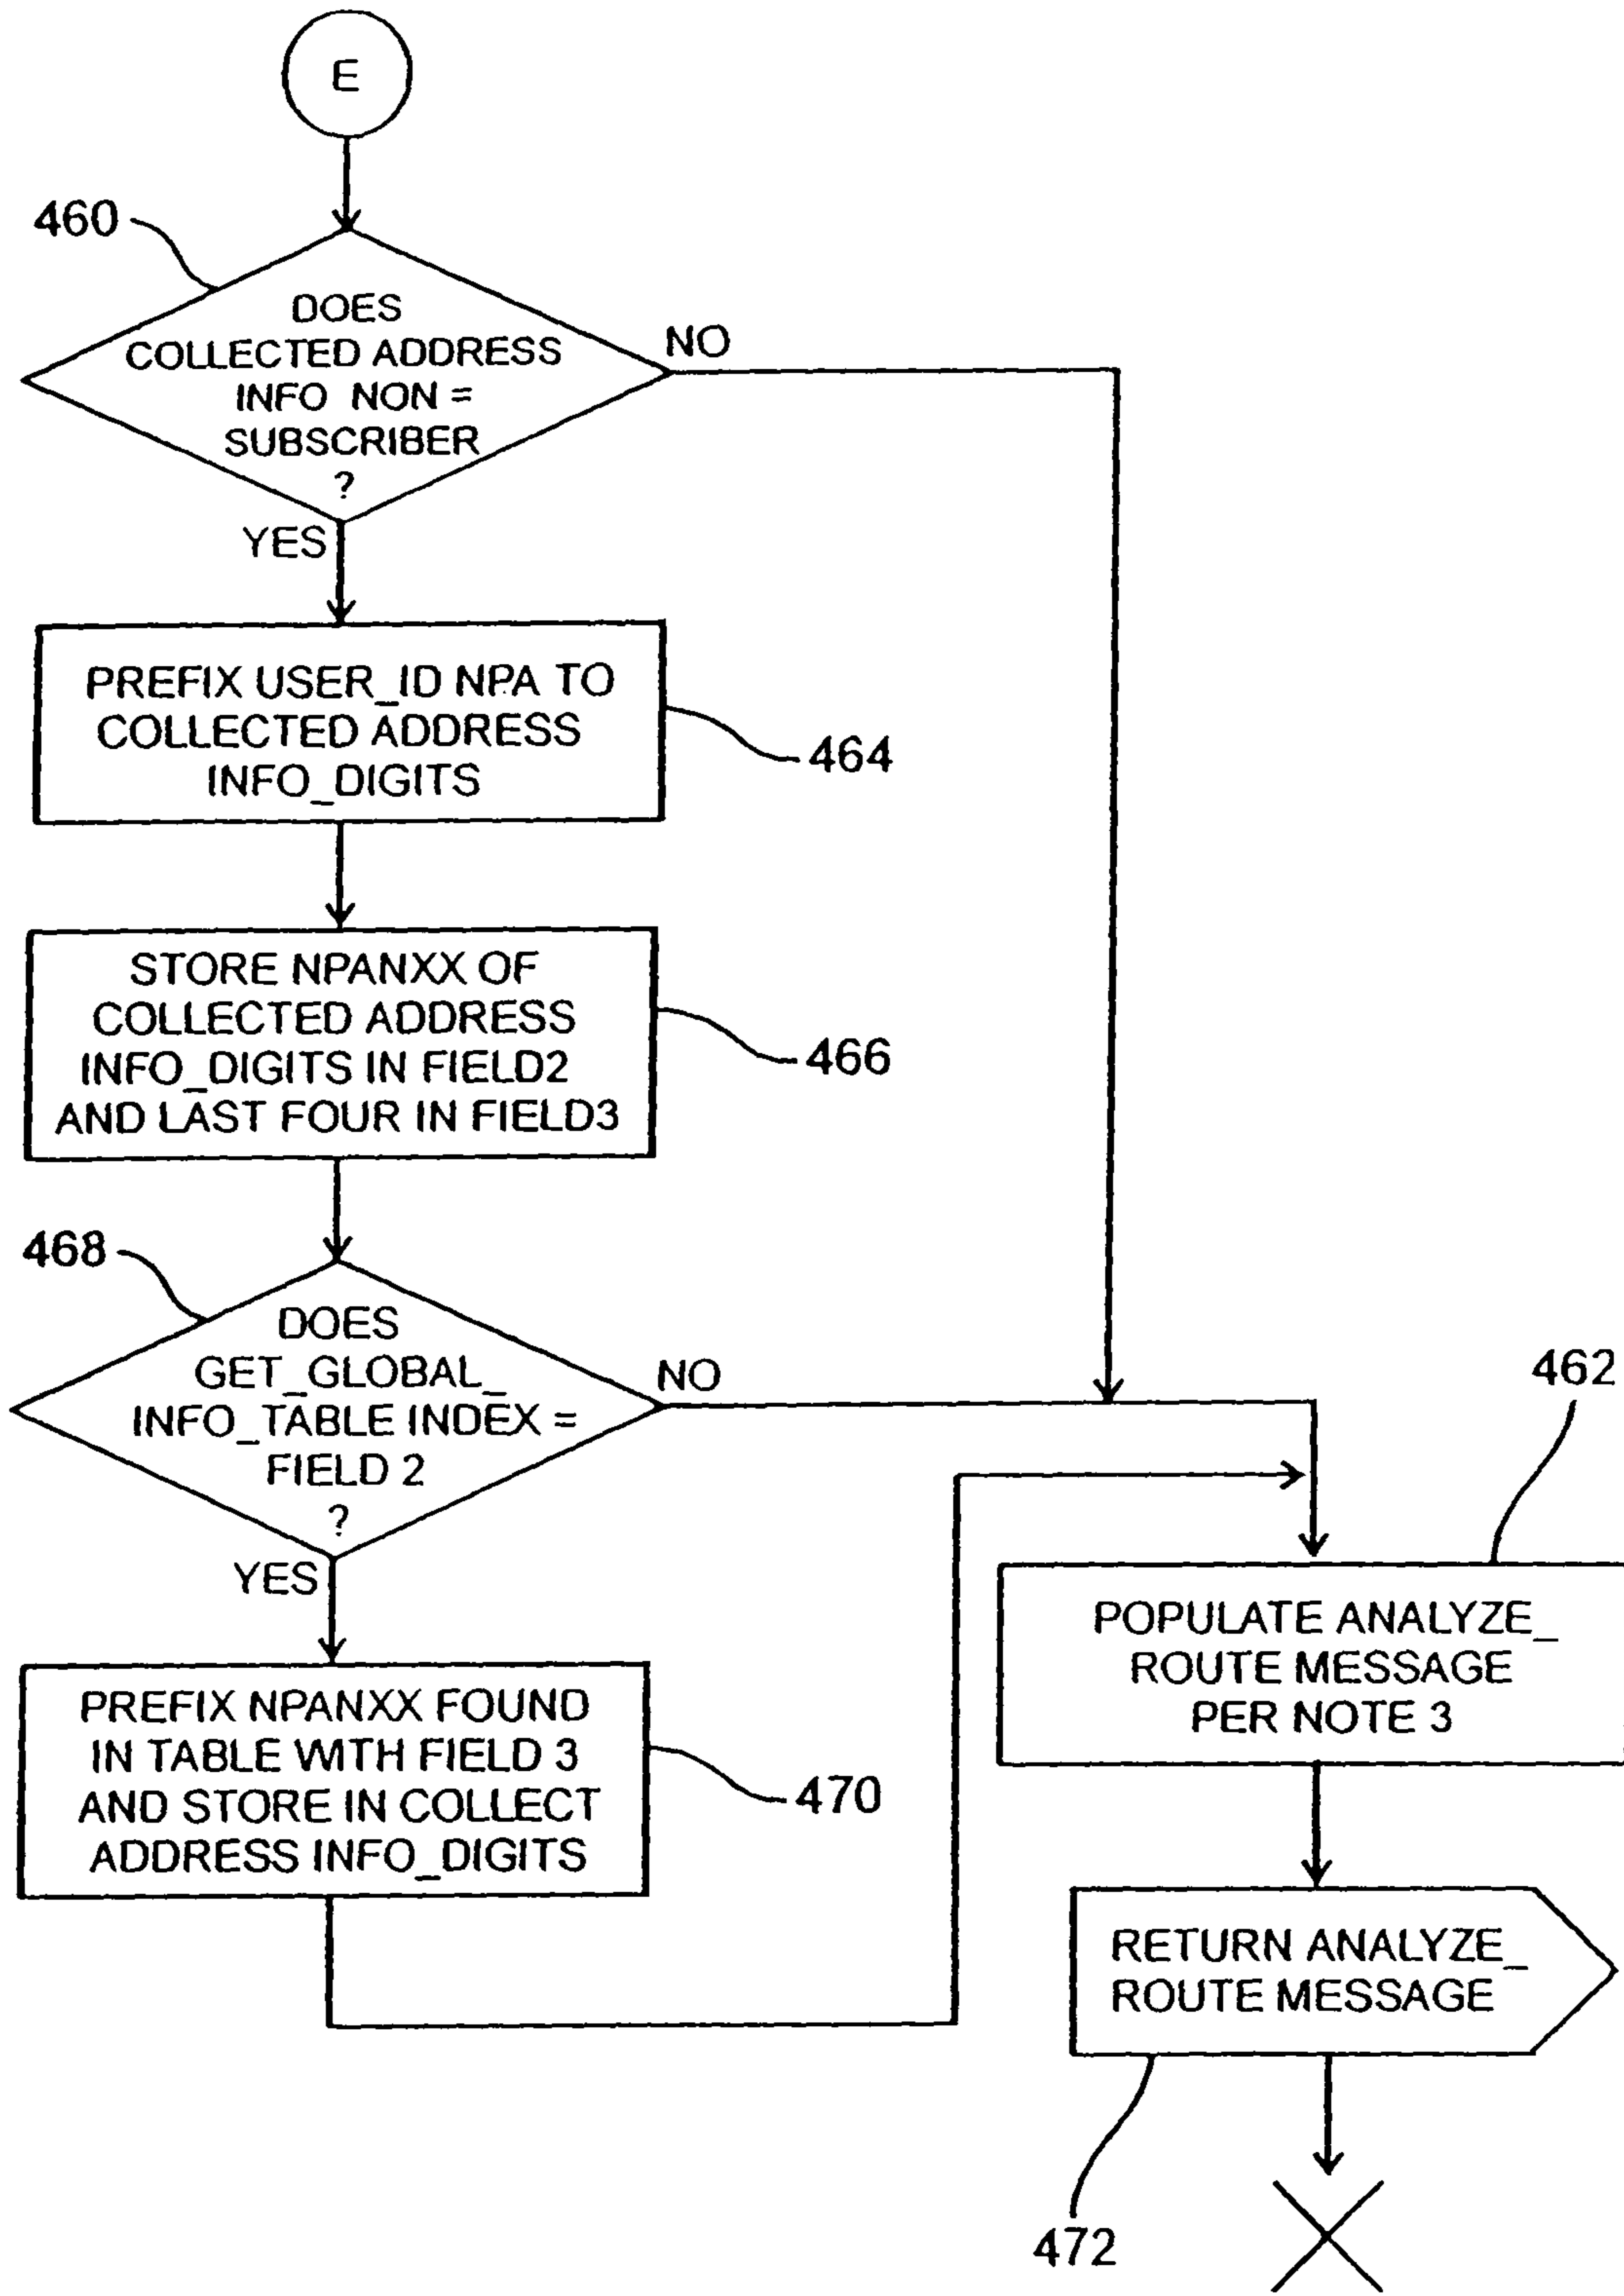 E
460
DOES
COLLECTED ADDRESS
INFO NON =
SUBSCRIBER
?
NO
YES
PREFIX USER_ID NPA TO
COLLECTED ADDRESS
INFO_DIGITS
464
STORE NPANXX OF
COLLECTED ADDRESS
INFO_DIGITS IN FIELD2
AND LAST FOUR IN FIELD3
466
468
DOES
GET_GLOBAL_
INFO_TABLE INDEX =
FIELD 2
?
NO
YES
462
POPULATE ANALYZE_
ROUTE MESSAGE
PER NOTE 3
PREFIX NPANXX FOUND
IN TABLE WITH FIELD 3
AND STORE IN COLLECT
ADDRESS INFO_DIGITS
470
RETURN ANALYZE_
ROUTE MESSAGE
472